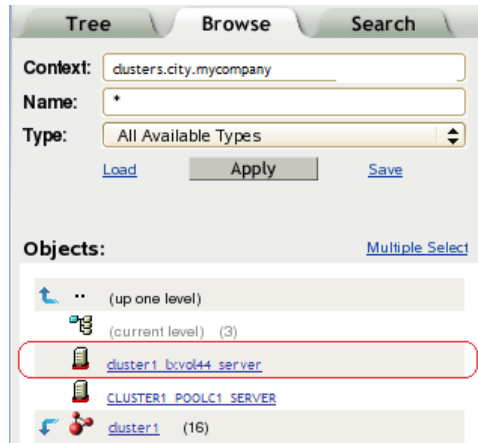 Tree Browse Search
Context: clusters.city.mycompany
Name: *
Type: All Available Types
Load Apply Save
Objects: Multiple Select
.. (up one level)
(current level) (3)
cluster1_lxvol44_server
CLUSTER1_POOLC1_SERVER
cluster1 (16)